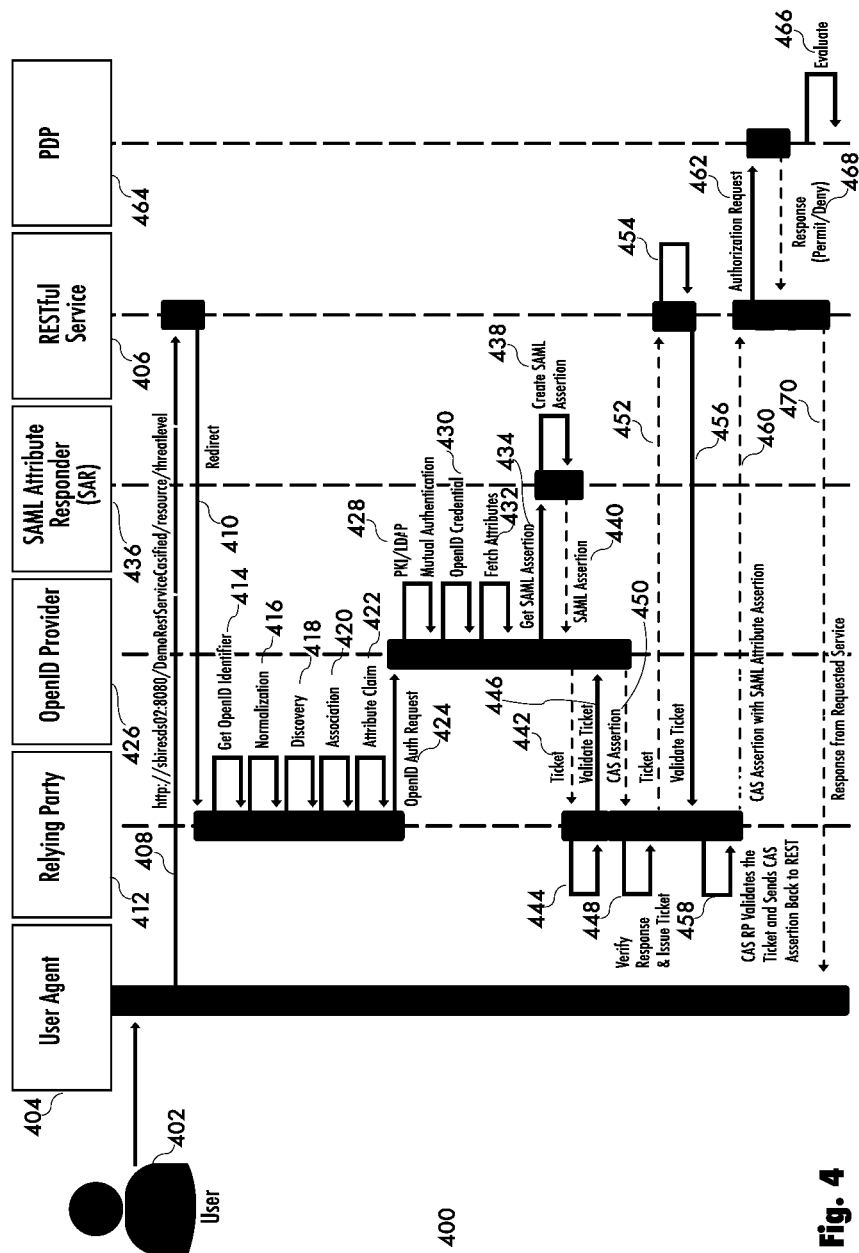 User Agent
Relying Party
OpenID Provider
SAML Attribute
Responder
(SAR)
RESTful
Service
PDP
404
412
426
436
406
464
402
User
408
http://sbiresds02:8080/DemoRestServiceCasified/resource/threatlevel
Redirect
410
Get OpenID Identifier
414
Normalization
416
Discovery
418
Association
420
Attribute Claim
422
OpenID Auth Request
424
PKI/LDAP
Mutual Authentication
428
OpenID Credential
430
Fetch Attributes
432
Get SAML Assertion
434
Create SAML
Assertion
438
SAML Assertion
440
Ticket
442
444
Validate Ticket
446
Verify
Response
& Issue Ticket
448
CAS Assertion
450
Ticket
452
454
Validate Ticket
456
458
CAS RP Validates the
Ticket and Sends CAS
Assertion Back to REST
CAS Assertion with SAML Attribute Assertion
460
Authorization Request
462
Evaluate
466
Response
(Permit/Deny)
468
Response from Requested Service
470
400
Fig. 4